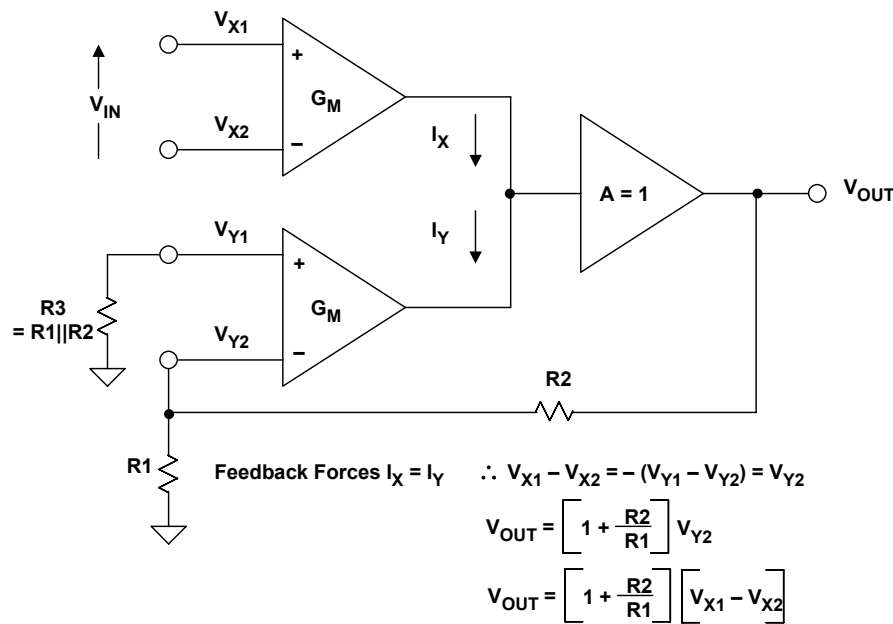 V_X1
+
G_M
V_IN
V_X2
−
I_X
A = 1
V_OUT
I_Y
V_Y1
+
R3
= R1||R2
G_M
V_Y2
−
R2
R1
Feedback Forces I_X = I_Y ∴ V_X1 – V_X2 = – (V_Y1 – V_Y2) = V_Y2
V_OUT = [1 + R2/R1] V_Y2
V_OUT = [1 + R2/R1] [V_X1 – V_X2]